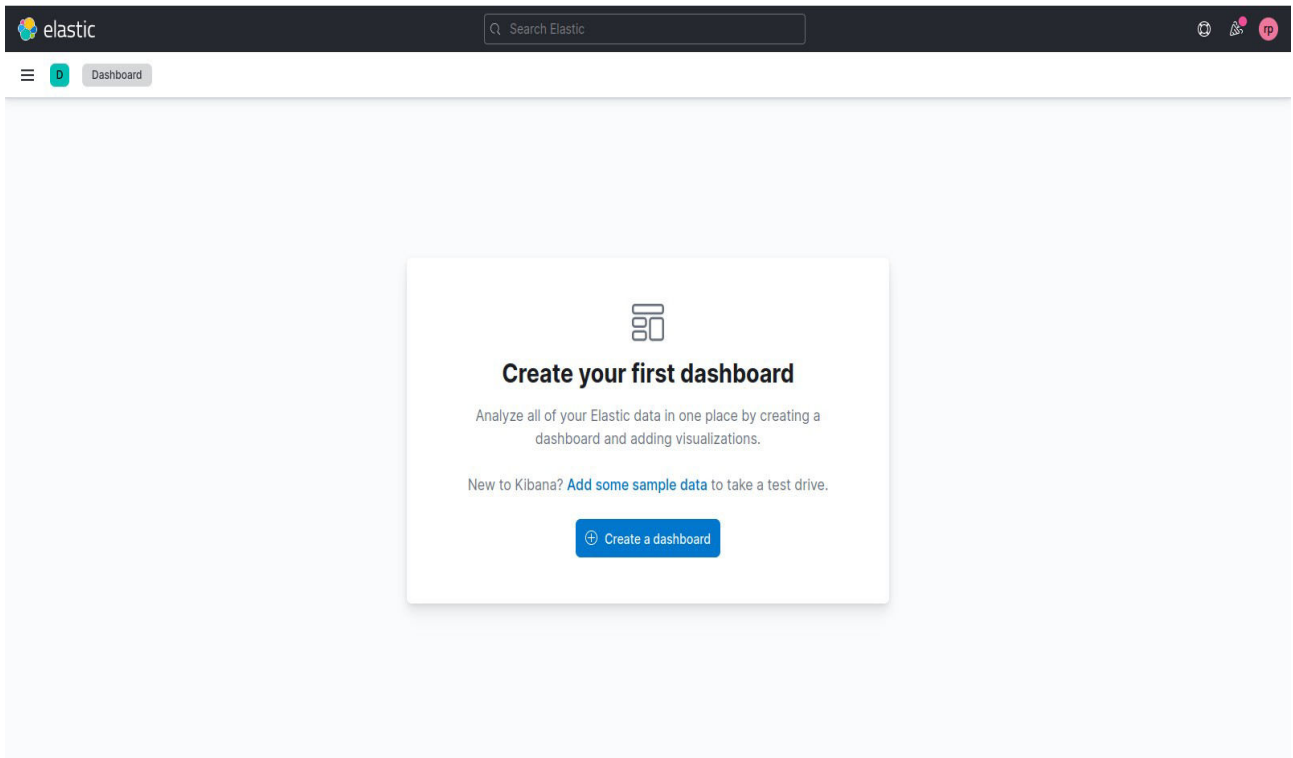 elastic
Search Elastic
rp
D
Dashboard
Create your first dashboard
Analyze all of your Elastic data in one place by creating a
dashboard and adding visualizations.
New to Kibana? Add some sample data to take a test drive.
Create a dashboard